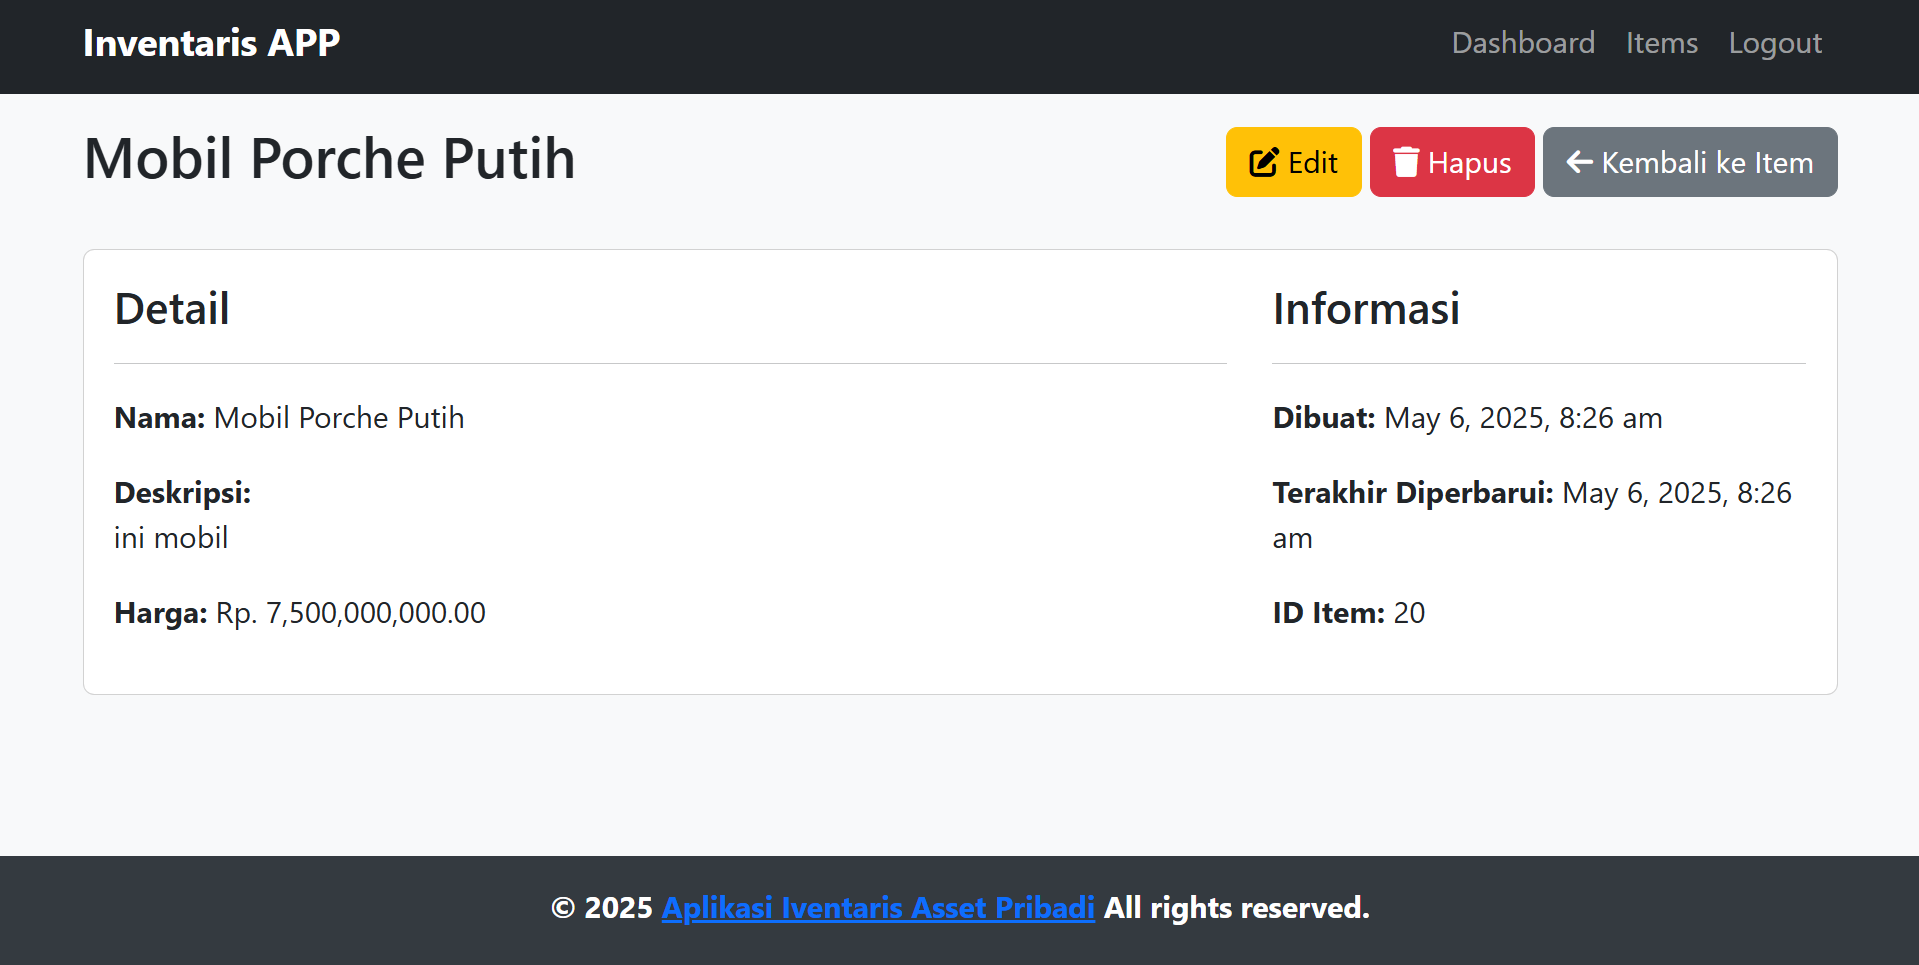 Inventaris APP
Dashboard Items Logout
Mobil Porche Putih
Edit
Hapus
Kembali ke Item
Detail
Nama: Mobil Porche Putih
Deskripsi:
ini mobil
Harga: Rp. 7,500,000,000.00
Informasi
Dibuat: May 6, 2025, 8:26 am
Terakhir Diperbarui: May 6, 2025, 8:26
am
ID Item: 20
© 2025 Aplikasi Iventaris Asset Pribadi All rights reserved.